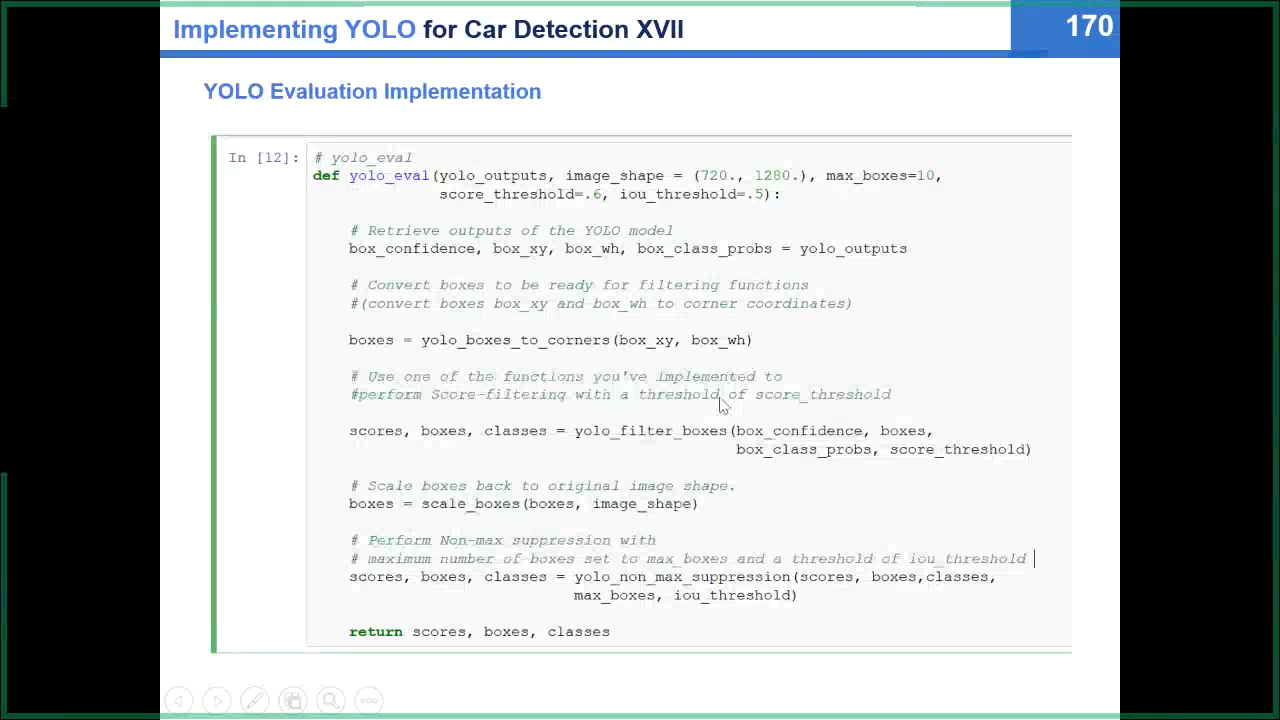 Implementing YOLO for Car Detection XVII
170
YOLO Evaluation Implementation
In [12]:
# yolo_eval
def yolo_eval(yolo_outputs, image_shape = (720., 1280.), max_boxes=10,
score_threshold=.6, iou_threshold=.5):
# Retrieve outputs of the YOLO model
box_confidence, box_xy, box_wh, box_class_probs = yolo_outputs
# Convert boxes to be ready for filtering functions
#(convert boxes box_xy and box_wh to corner coordinates)
boxes = yolo_boxes_to_corners(box_xy, box_wh)
# Use one of the functions you've implemented to
#perform Score-filtering with a threshold of score_threshold
scores, boxes, classes = yolo_filter_boxes(box_confidence, boxes,
box_class_probs, score_threshold)
# Scale boxes back to original image shape.
boxes = scale_boxes(boxes, image_shape)
# Perform Non-max suppression with
# maximum number of boxes set to max_boxes and a threshold of iou_threshold
scores, boxes, classes = yolo_non_max_suppression(scores, boxes,classes,
max_boxes, iou_threshold)
return scores, boxes, classes